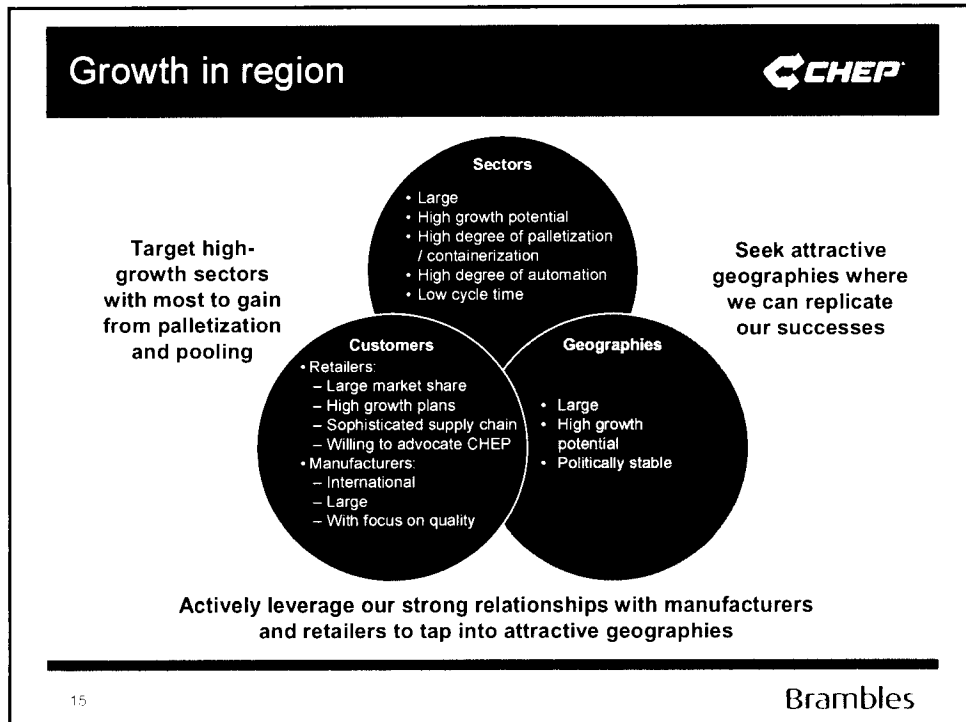 Growth in region
CHEP
Sectors
• Large
• High growth potential
• High degree of palletization
/ containerization
• High degree of automation
• Low cycle time
Target high-
growth sectors
with most to gain
from palletization
and pooling
Seek attractive
geographies where
we can replicate
our successes
Customers
• Retailers:
– Large market share
– High growth plans
– Sophisticated supply chain
– Willing to advocate CHEP
• Manufacturers:
– International
– Large
– With focus on quality
Geographies
• Large
• High growth
potential
• Politically stable
Actively leverage our strong relationships with manufacturers
and retailers to tap into attractive geographies
15
Brambles